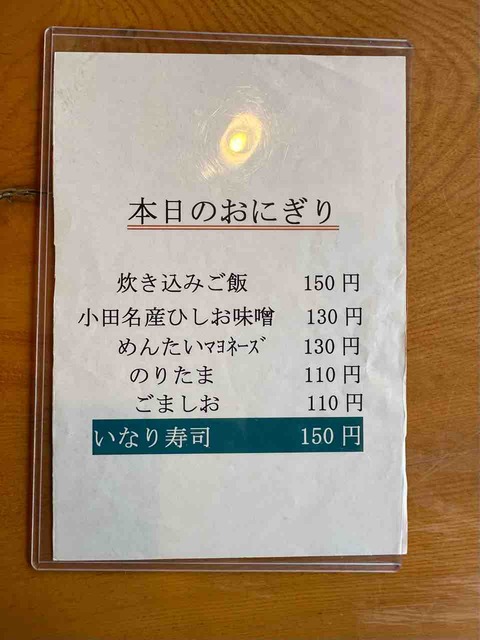 本日のおにぎり
炊き込みご飯 150円
小田名産ひしお味噌 130円
めんたいﾏﾖﾈｰｽﾞ 130円
のりたま 110円
ごましお 110円
いなり寿司 150円